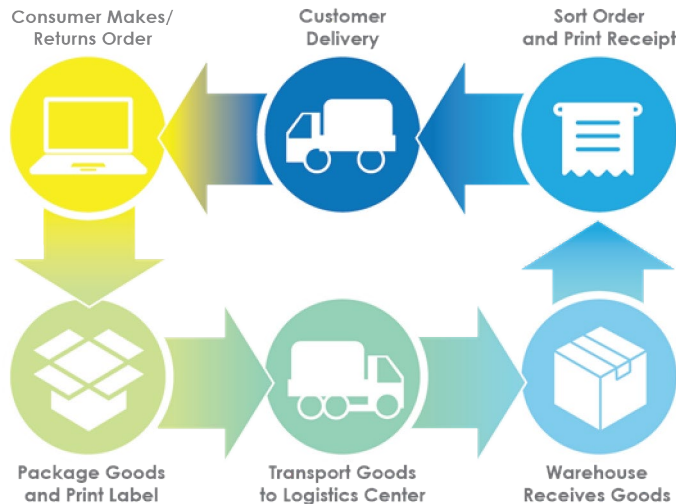 Consumer Makes/
Returns Order
Customer
Delivery
Sort Order
and Print Receipt
Package Goods
and Print Label
Transport Goods
to Logistics Center
Warehouse
Receives Goods